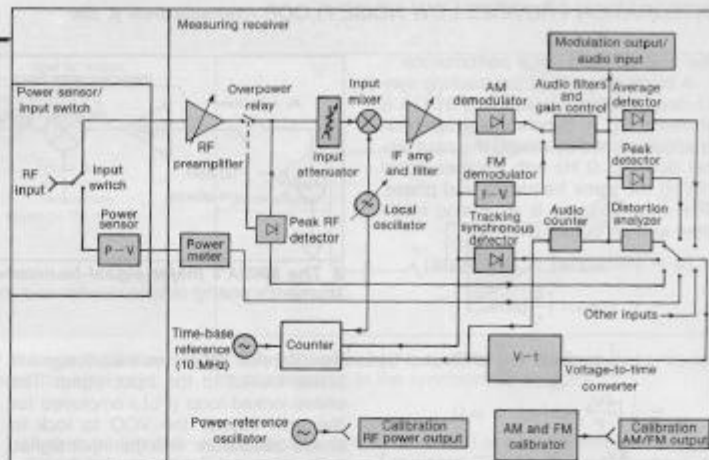 Measuring receiver
Power sensor/
Input switch
RF
input
Input
switch
Power
sensor
P–V
Power
meter
RF
preamplifier
Overpower
relay
Peak RF
detector
Input
attenuator
Input
mixer
IF amp
and filter
Local
oscillator
Modulation output/
audio input
AM
demodulator
FM
demodulator
f–V
Tracking
synchronous
detector
Audio filters
and
gain control
Audio
counter
Average
detector
Peak
detector
Distortion
analyzer
Other inputs
V–t
Voltage-to-time
converter
Time-base
reference
(10 MHz)
Counter
Power-reference
oscillator
Calibration
RF power output
AM and FM
calibrator
Calibration
AM/FM output